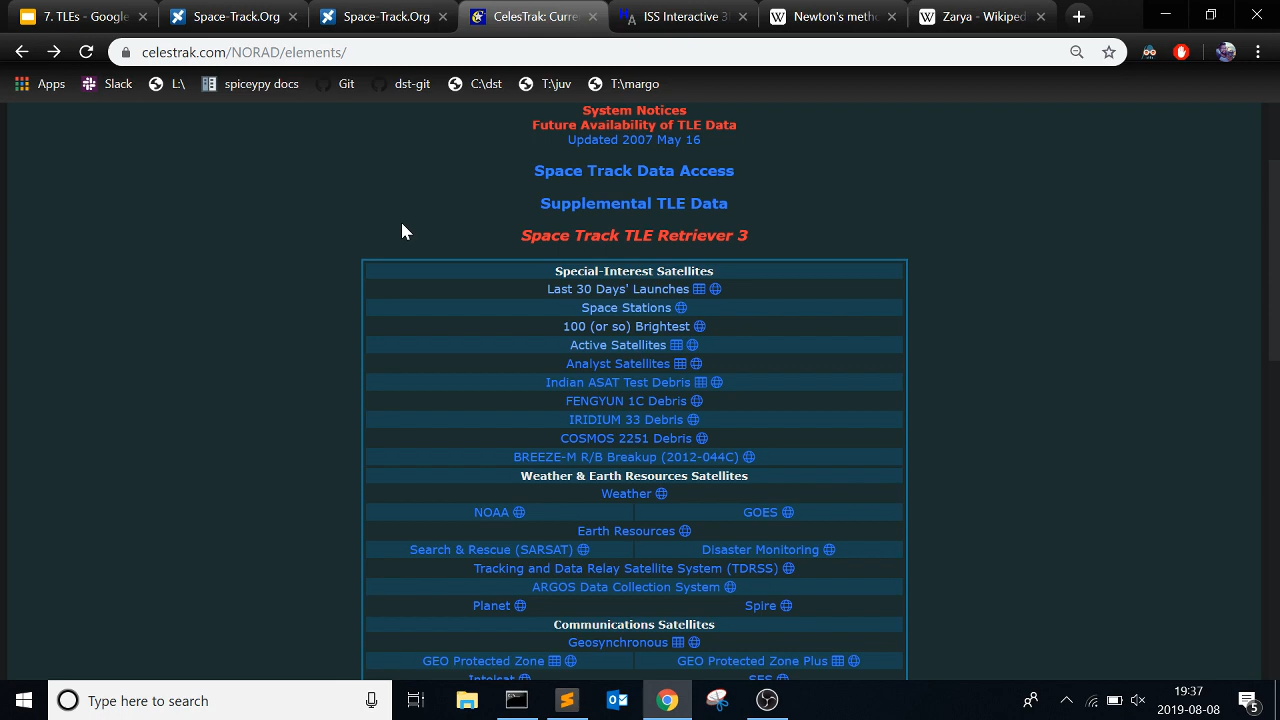 7. TLEs - Google
Space-Track.Org
Space-Track.Org
CelesTrak: Curre
ISS Interactive 3
Newton's metho
Zarya - Wikiped
celestrak.com/NORAD/elements/
Apps
Slack
L:\
spiceypy docs
Git
dst-git
C:\dst
T:\juv
T:\margo
System Notices
Future Availability of TLE Data
Updated 2007 May 16
Space Track Data Access
Supplemental TLE Data
Space Track TLE Retriever 3
Special-Interest Satellites
Last 30 Days' Launches
Space Stations
100 (or so) Brightest
Active Satellites
Analyst Satellites
Indian ASAT Test Debris
FENGYUN 1C Debris
IRIDIUM 33 Debris
COSMOS 2251 Debris
BREEZE-M R/B Breakup (2012-044C)
Weather & Earth Resources Satellites
Weather
NOAA
GOES
Earth Resources
Search & Rescue (SARSAT)
Disaster Monitoring
Tracking and Data Relay Satellite System (TDRSS)
ARGOS Data Collection System
Planet
Spire
Communications Satellites
Geosynchronous
GEO Protected Zone
GEO Protected Zone Plus
Intelsat
SES
Type here to search
19:37
2019-08-08
5